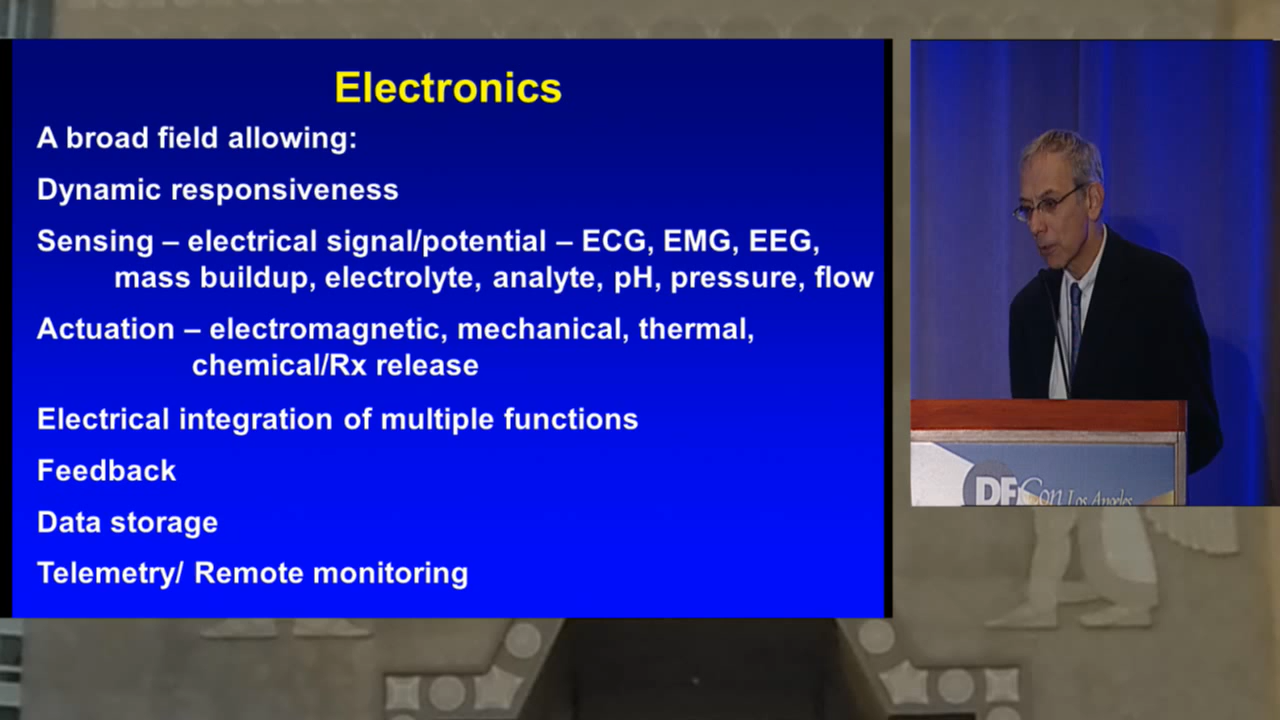 Electronics
A broad field allowing:
Dynamic responsiveness
Sensing – electrical signal/potential – ECG, EMG, EEG,
mass buildup, electrolyte, analyte, pH, pressure, flow
Actuation – electromagnetic, mechanical, thermal,
chemical/Rx release
Electrical integration of multiple functions
Feedback
Data storage
Telemetry/ Remote monitoring
DFCon Los Angeles